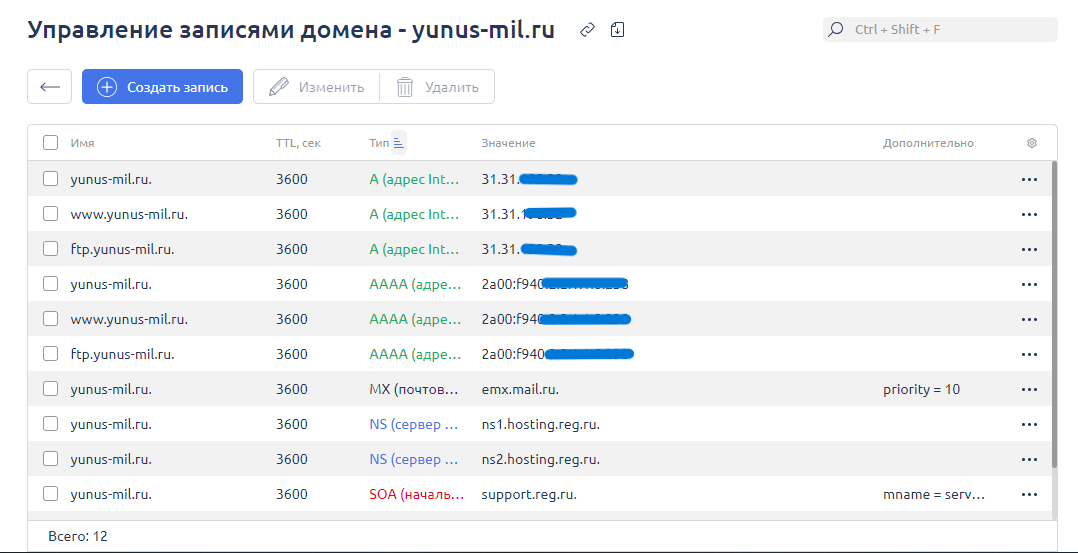 Управление записями домена - yunus-mil.ru
Ctrl + Shift + F
Создать запись
Изменить
Удалить
Имя TTL, сек Тип Значение Дополнительно
yunus-mil.ru. 3600 A (адрес Int... 31.31.
www.yunus-mil.ru. 3600 A (адрес Int... 31.31.
ftp.yunus-mil.ru. 3600 A (адрес Int... 31.31.
yunus-mil.ru. 3600 AAAA (адре... 2a00:f940
www.yunus-mil.ru. 3600 AAAA (адре... 2a00:f940
ftp.yunus-mil.ru. 3600 AAAA (адре... 2a00:f940
yunus-mil.ru. 3600 MX (почтов... emx.mail.ru. priority = 10
yunus-mil.ru. 3600 NS (сервер ... ns1.hosting.reg.ru.
yunus-mil.ru. 3600 NS (сервер ... ns2.hosting.reg.ru.
yunus-mil.ru. 3600 SOA (началь... support.reg.ru. mname = serv...
Всего: 12